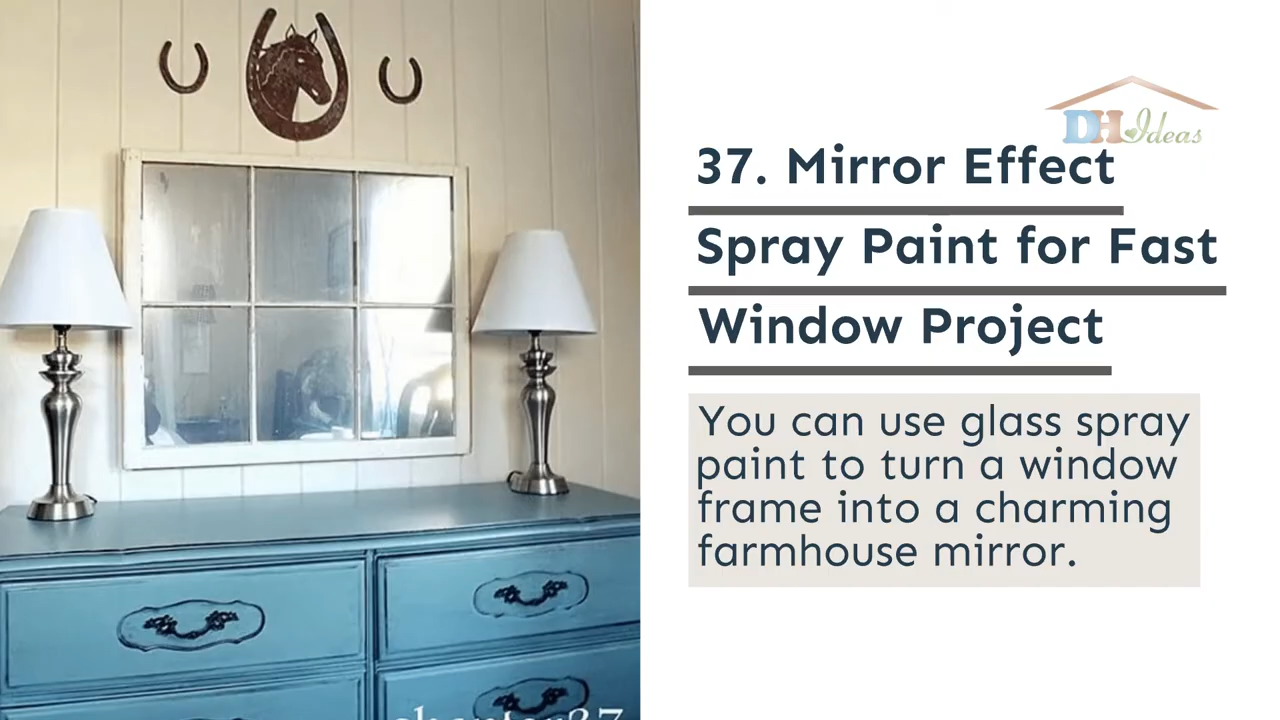 DH Ideas
37. Mirror Effect
Spray Paint for Fast
Window Project
You can use glass spray
paint to turn a window
frame into a charming
farmhouse mirror.